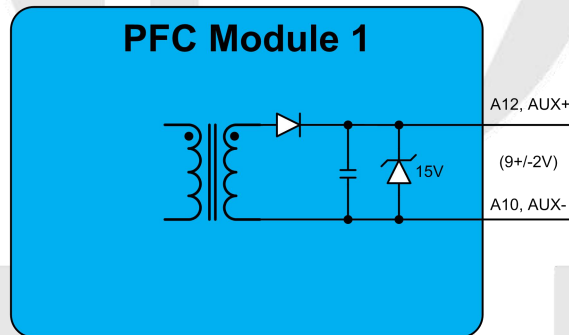 PFC Module 1
A12, AUX+
15V
(9+/-2V)
A10, AUX-